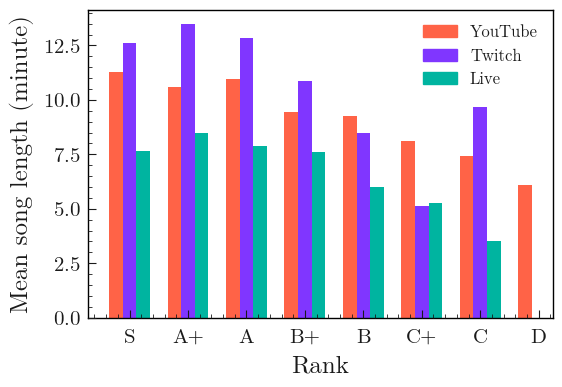 Mean song length (minute)
12.5
10.0
7.5
5.0
2.5
0.0
YouTube
Twitch
Live
S A+ A B+ B C+ C D
Rank